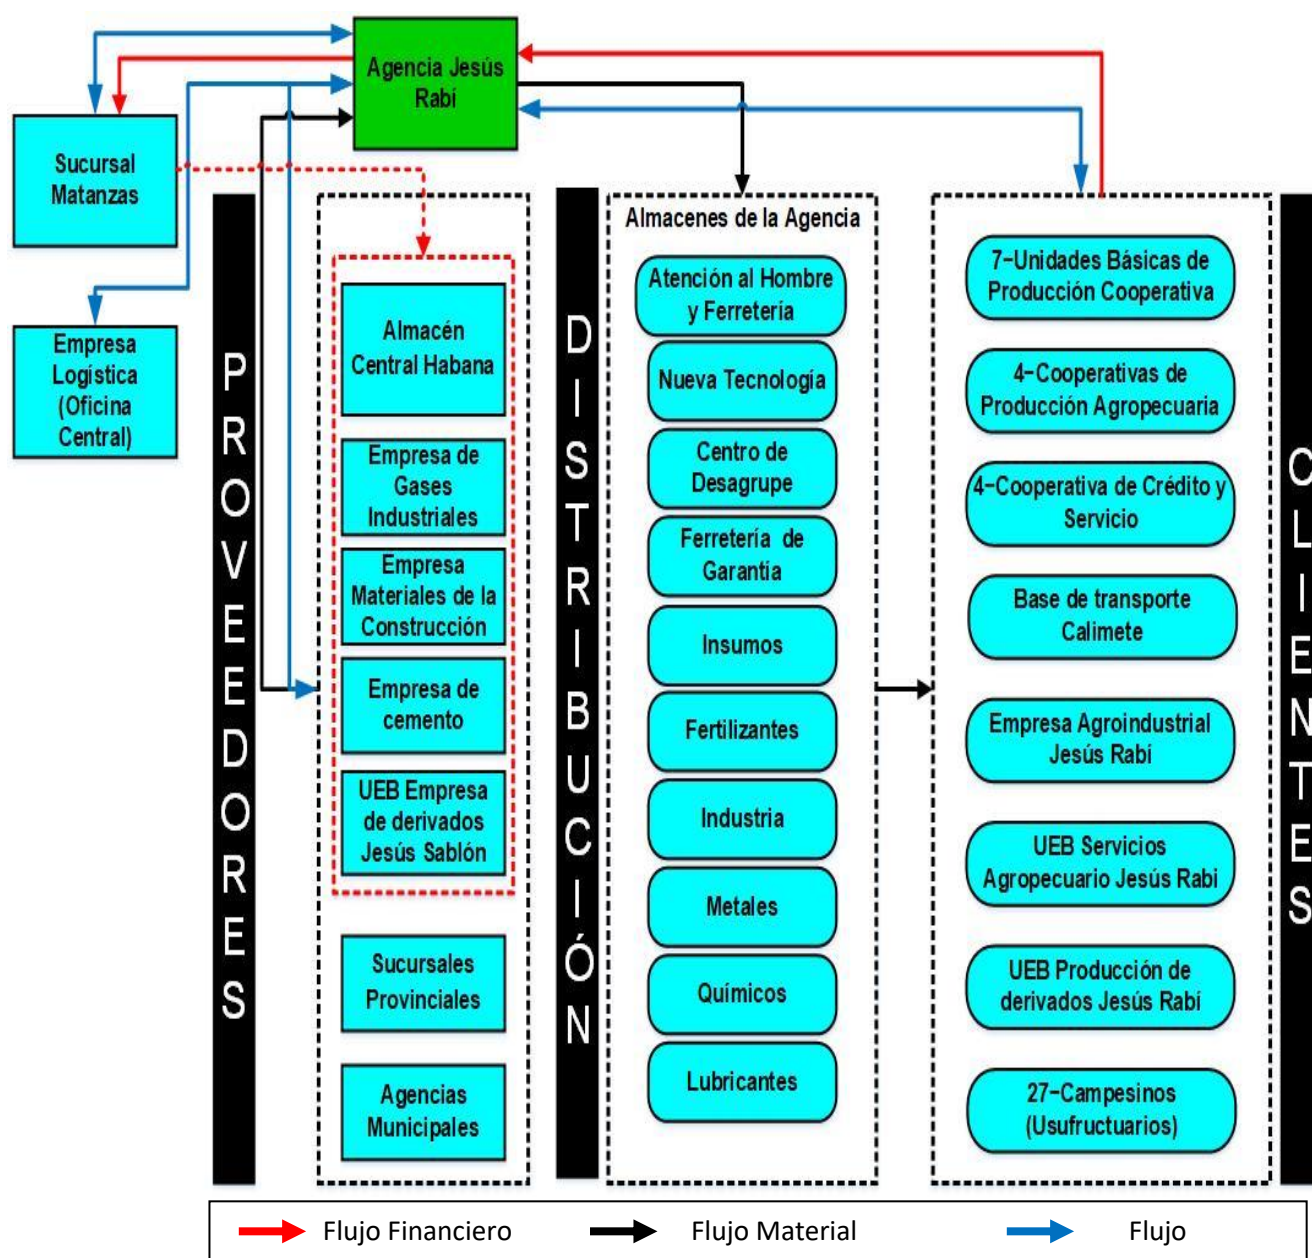 Agencia Jesús
Rabí
Sucursal
Matanzas
Empresa
Logística
(Oficina
Central)
PROVEEDORES
Almacén
Central Habana
Empresa de
Gases
Industriales
Empresa
Materiales de la
Construcción
Empresa de
cemento
UEB Empresa
de derivados
Jesús Sablón
Sucursales
Provinciales
Agencias
Municipales
DISTRIBUCIÓN
Almacenes de la Agencia
Atención al Hombre
y Ferretería
Nueva Tecnología
Centro de
Desagrupe
Ferretería de
Garantía
Insumos
Fertilizantes
Industria
Metales
Químicos
Lubricantes
7-Unidades Básicas de
Producción Cooperativa
4-Cooperativas de
Producción Agropecuaria
4-Cooperativa de Crédito y
Servicio
Base de transporte
Calimete
Empresa Agroindustrial
Jesús Rabí
UEB Servicios
Agropecuario Jesús Rabi
UEB Producción de
derivados Jesús Rabí
27-Campesinos
(Usufructuarios)
CLIENTES
Flujo Financiero
Flujo Material
Flujo